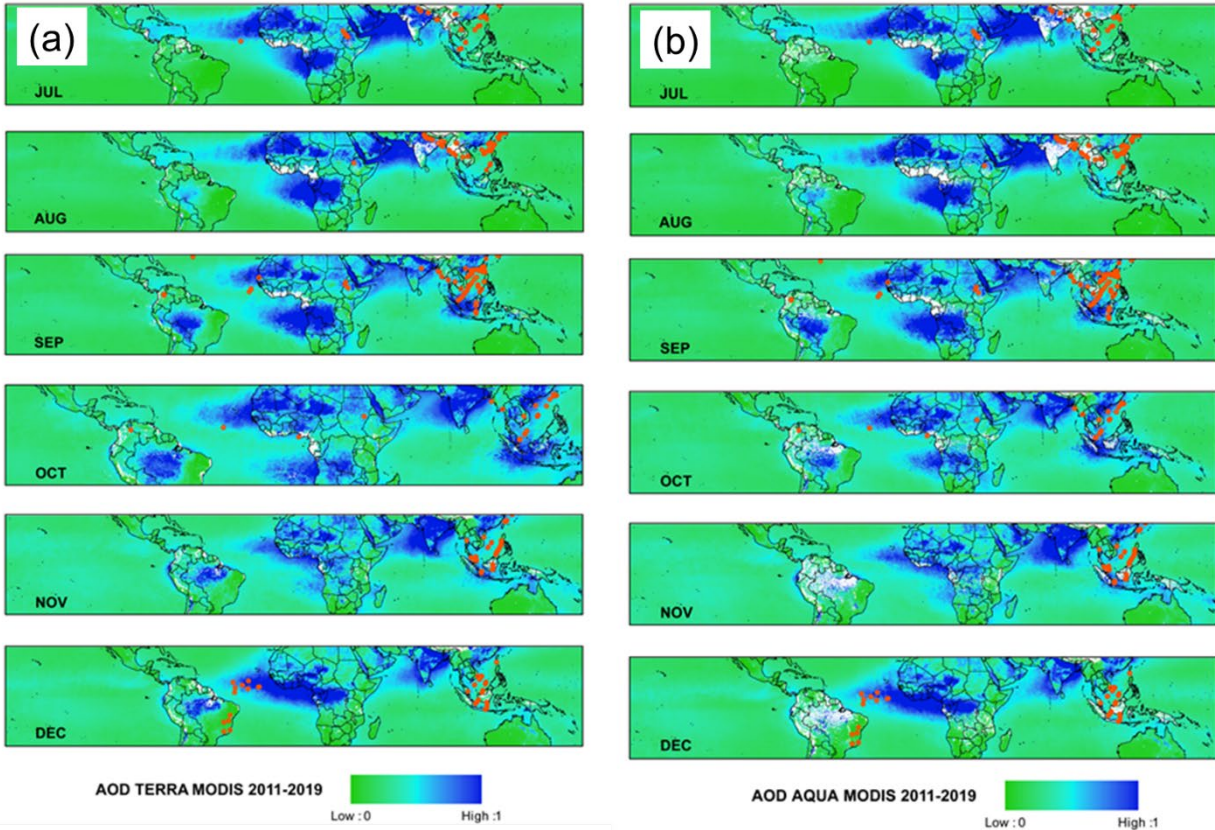 (a)
JUL
AUG
SEP
OCT
NOV
DEC
AOD TERRA MODIS 2011-2019
Low : 0
High :1
(b)
JUL
AUG
SEP
OCT
NOV
DEC
AOD AQUA MODIS 2011-2019
Low : 0
High :1